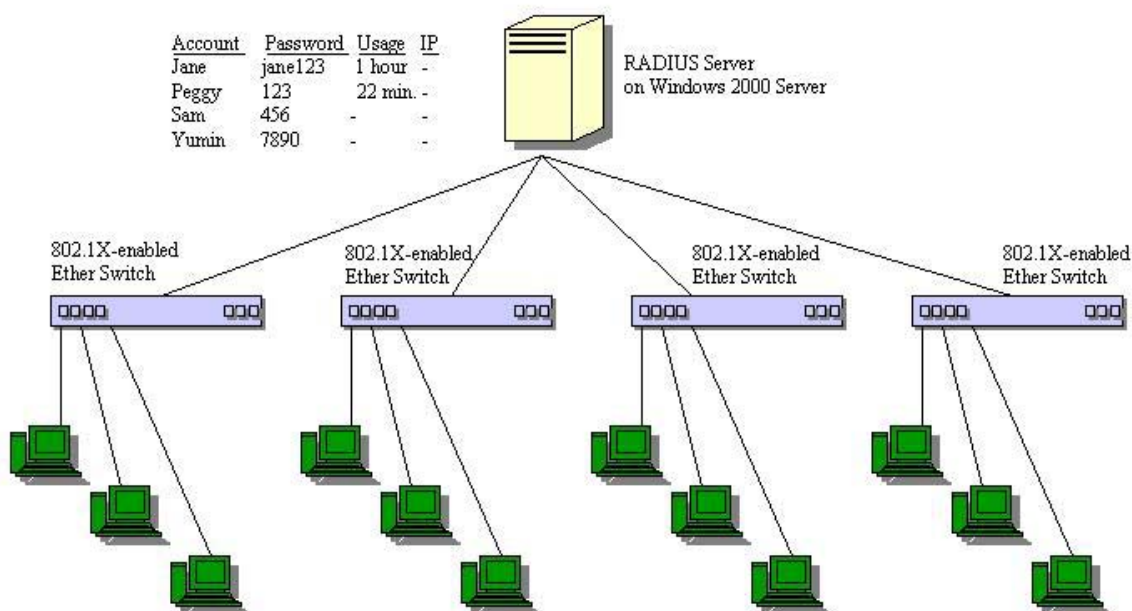 Account Password Usage IP
Jane jane123 1 hour -
Peggy 123 22 min. -
Sam 456 - -
Yumin 7890 - -
RADIUS Server
on Windows 2000 Server
802.1X-enabled
Ether Switch
802.1X-enabled
Ether Switch
802.1X-enabled
Ether Switch
802.1X-enabled
Ether Switch